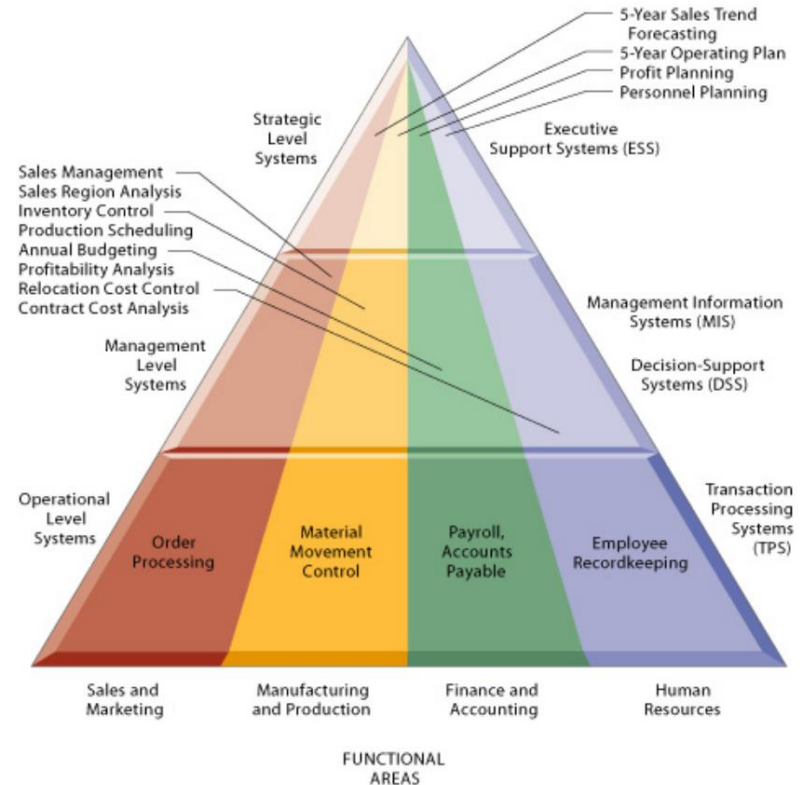 5-Year Sales Trend
Forecasting
5-Year Operating Plan
Profit Planning
Personnel Planning
Strategic
Level
Systems
Executive
Support Systems (ESS)
Sales Management
Sales Region Analysis
Inventory Control
Production Scheduling
Annual Budgeting
Profitability Analysis
Relocation Cost Control
Contract Cost Analysis
Management
Level
Systems
Management Information
Systems (MIS)
Decision-Support
Systems (DSS)
Operational
Level
Systems
Order
Processing
Material
Movement
Control
Payroll,
Accounts
Payable
Employee
Recordkeeping
Transaction
Processing
Systems
(TPS)
Sales and
Marketing
Manufacturing
and Production
Finance and
Accounting
Human
Resources
FUNCTIONAL
AREAS